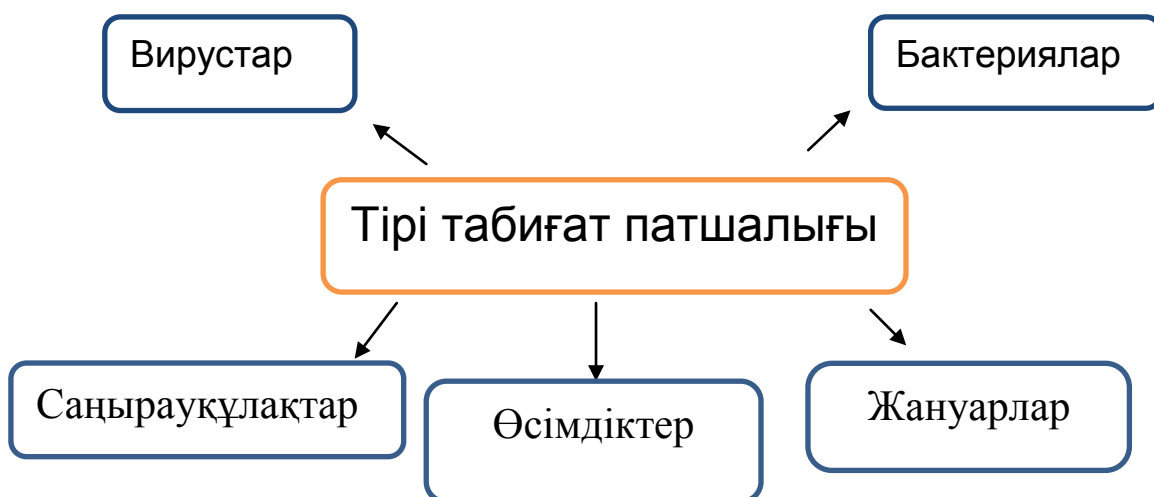 Вирустар
Бактериялар
Тірі табиғат патшалығы
Саңырауқұлақтар
Өсімдіктер
Жануарлар